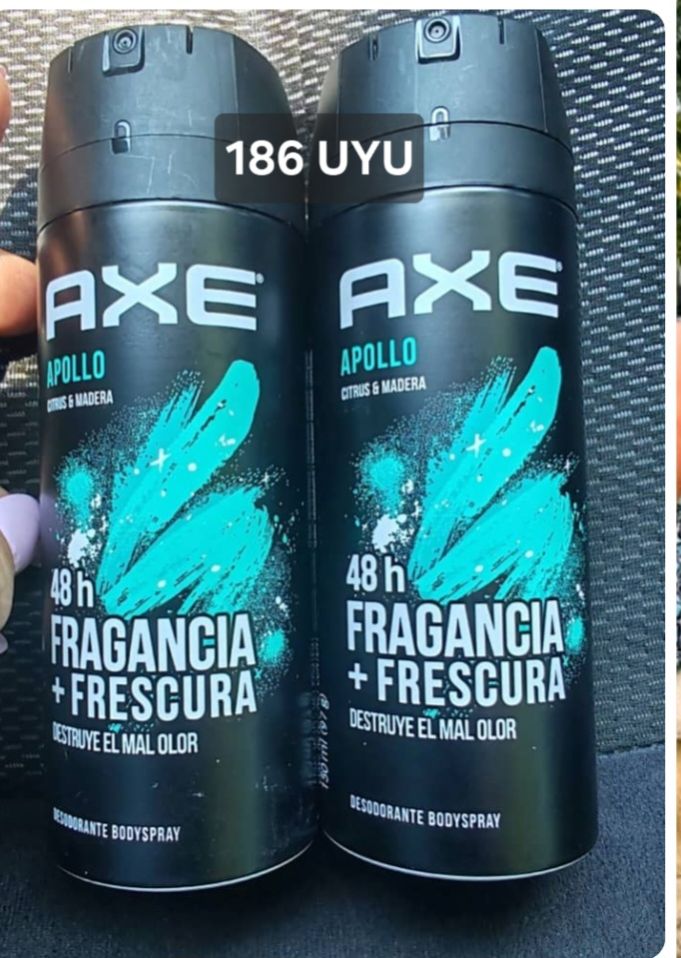 186 UYU
AXE
APOLLO
CITRUS & MADERA
48 h
FRAGANCIA
+ FRESCURA
DESTRUYE EL MAL OLOR
DESODORANTE BODYSPRAY
AXE
APOLLO
CITRUS & MADERA
48 h
FRAGANCIA
+ FRESCURA
DESTRUYE EL MAL OLOR
DESODORANTE BODYSPRAY